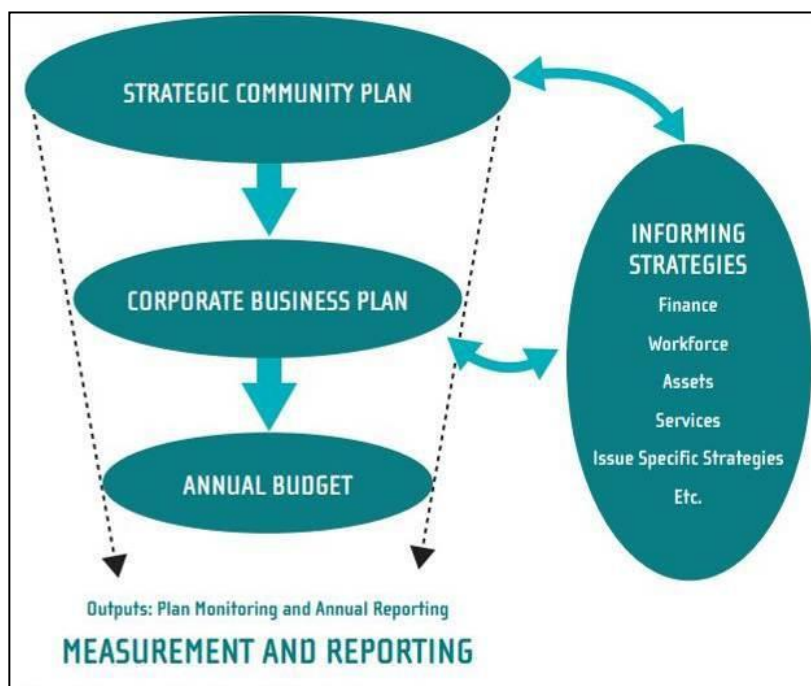 STRATEGIC COMMUNITY PLAN
CORPORATE BUSINESS PLAN
ANNUAL BUDGET
INFORMING
STRATEGIES
Finance
Workforce
Assets
Services
Issue Specific Strategies
Etc.
Outputs: Plan Monitoring and Annual Reporting
MEASUREMENT AND REPORTING